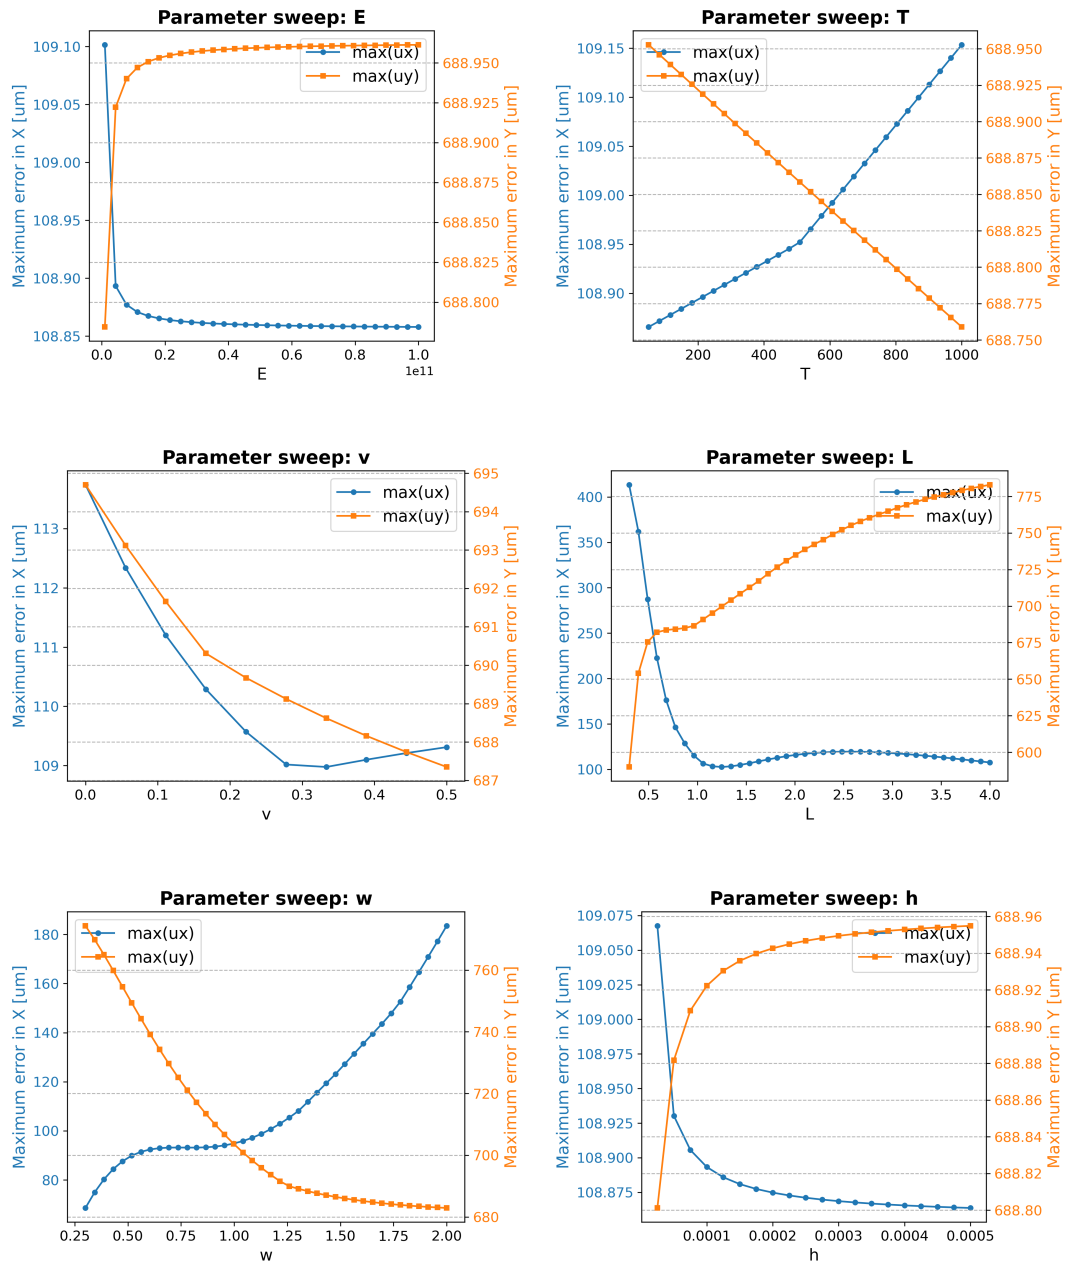 Parameter sweep: E
Maximum error in X [um]
109.10
109.05
109.00
108.95
108.90
108.85
max(ux)
max(uy)
688.950
688.925
688.900
688.875
688.850
688.825
688.800
Maximum error in Y [um]
0.0 0.2 0.4 0.6 0.8 1.0
1e11
E
Parameter sweep: T
Maximum error in X [um]
109.15
109.10
109.05
109.00
108.95
108.90
max(ux)
max(uy)
688.950
688.925
688.900
688.875
688.850
688.825
688.800
688.775
688.750
Maximum error in Y [um]
200 400 600 800 1000
T
Parameter sweep: v
Maximum error in X [um]
113
112
111
110
109
max(ux)
max(uy)
695
694
693
692
691
690
689
688
687
Maximum error in Y [um]
0.0 0.1 0.2 0.3 0.4 0.5
v
Parameter sweep: L
Maximum error in X [um]
400
350
300
250
200
150
100
max(ux)
max(uy)
775
750
725
700
675
650
625
600
Maximum error in Y [um]
0.5 1.0 1.5 2.0 2.5 3.0 3.5 4.0
L
Parameter sweep: w
Maximum error in X [um]
180
160
140
120
100
80
max(ux)
max(uy)
760
740
720
700
680
Maximum error in Y [um]
0.25 0.50 0.75 1.00 1.25 1.50 1.75 2.00
w
Parameter sweep: h
Maximum error in X [um]
109.075
109.050
109.025
109.000
108.975
108.950
108.925
108.900
108.875
max(ux)
max(uy)
688.96
688.94
688.92
688.90
688.88
688.86
688.84
688.82
688.80
Maximum error in Y [um]
0.0001 0.0002 0.0003 0.0004 0.0005
h